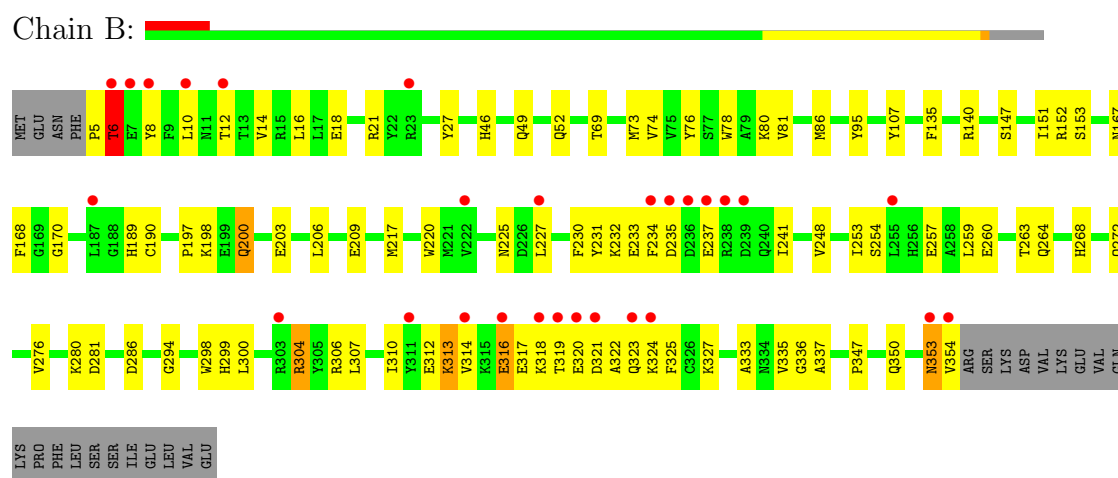 Chain B:
MET GLU ASN PHE P5 T6 E7 Y8 F9 L10 N11 T12 T13 V14 R15 L16 L17 E18 R21 Y22 R23 Y27 H46 Q49 Q52 T69 M73 V74 V75 Y76 S77 W78 A79 K80 V81 M86 Y95 Y107 F135 R140 S147 I151 R152 S153 N167
F168 G169 G170 L187 G188 H189 C190 P197 K198 E199 Q200 E203 L206 E209 M217 W220 M221 V222 N225 D226 L227 F230 Y231 K232 E233 F234 D235 D236 E237 R238 D239 Q240 I241 V248 I253 S254 L255 H256 E257 A258 L259 E260 T263 Q264 H268
V276 K280 D281 D286 G294 W298 H299 L300 R303 R304 Y305 R306 L307 I310 Y311 E312 K313 V314 K315 E316 E317 K318 T319 E320 D321 A322 Q323 K324 F325 C326 K327 A333 N334 V335 G336 A337 P347 Q350 N353 V354 ARG SER LYS ASP VAL LYS GLU VAL GLN
LYS PRO PHE LEU SER SER ILE GLU LEU VAL GLU